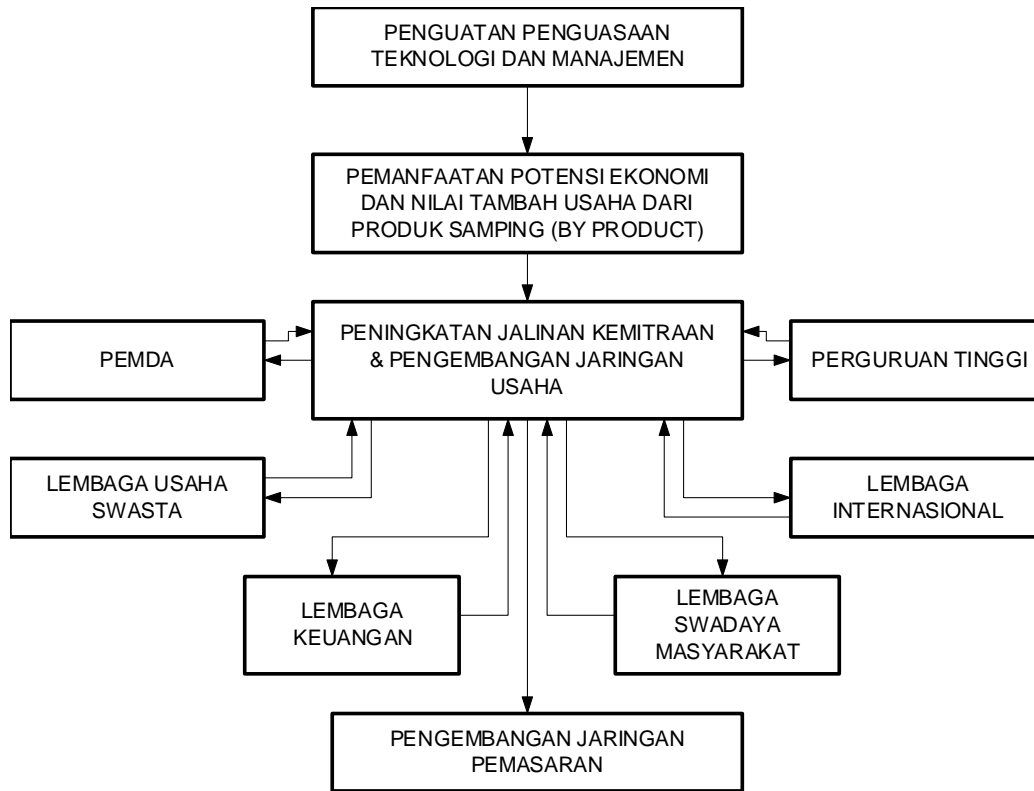 PENGUATAN PENGUASAAN
TEKNOLOGI DAN MANAJEMEN
PEMANFAATAN POTENSI EKONOMI
DAN NILAI TAMBAH USAHA DARI
PRODUK SAMPING (BY PRODUCT)
PENINGKATAN JALINAN KEMITRAAN
& PENGEMBANGAN JARINGAN
USAHA
PEMDA
PERGURUAN TINGGI
LEMBAGA USAHA
SWASTA
LEMBAGA
INTERNASIONAL
LEMBAGA
KEUANGAN
LEMBAGA
SWADAYA
MASYARAKAT
PENGEMBANGAN JARINGAN
PEMASARAN